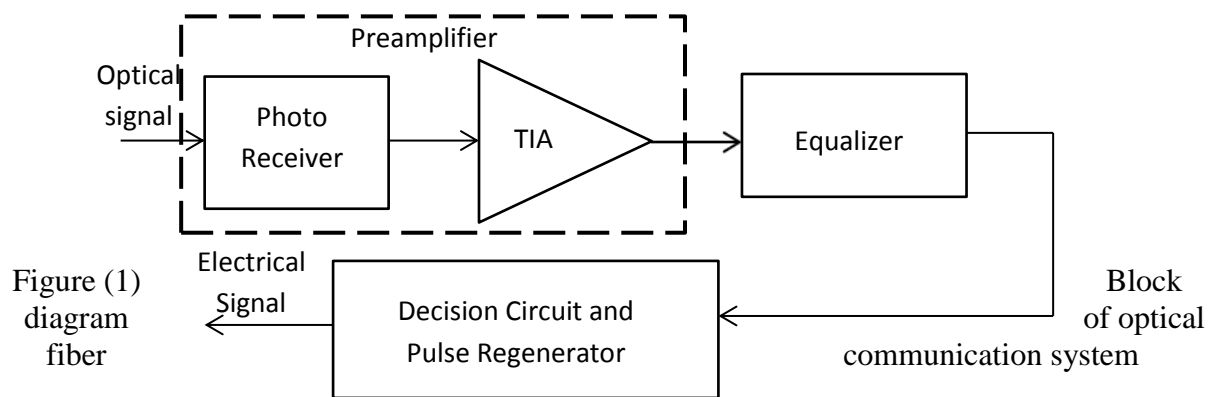 Preamplifier
Optical
signal
Photo
Receiver
TIA
Equalizer
Electrical
Signal
Decision Circuit and
Pulse Regenerator
Figure (1)
diagram
fiber
Block
of optical
communication system